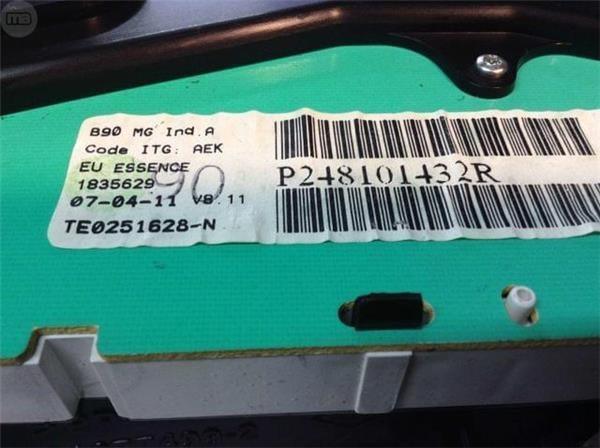 B90 MG Ind.A
Code ITG: AEK
EU ESSENCE
1835629
90
07-04-11 V8.11
TE0251628-N
P248101432R